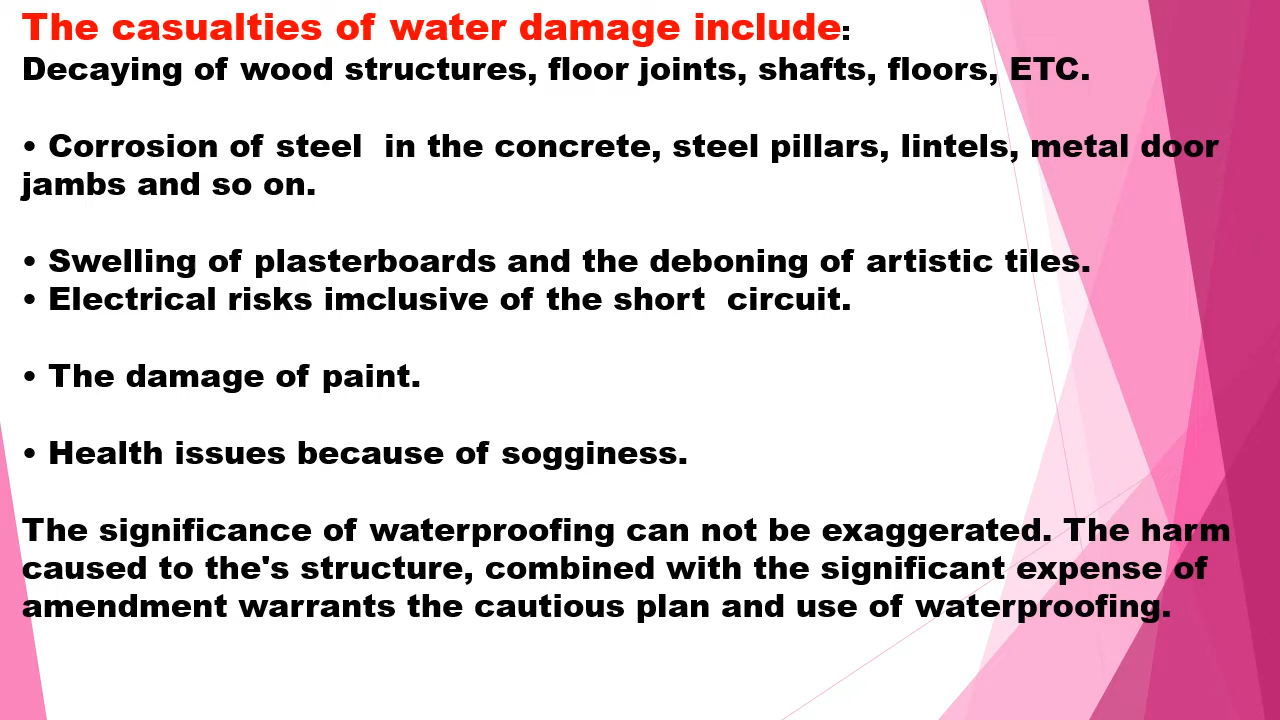 The casualties of water damage include:
Decaying of wood structures, floor joints, shafts, floors, ETC.
• Corrosion of steel  in the concrete, steel pillars, lintels, metal door
jambs and so on.
• Swelling of plasterboards and the deboning of artistic tiles.
• Electrical risks imclusive of the short  circuit.
• The damage of paint.
• Health issues because of sogginess.
The significance of waterproofing can not be exaggerated. The harm
caused to the's structure, combined with the significant expense of
amendment warrants the cautious plan and use of waterproofing.